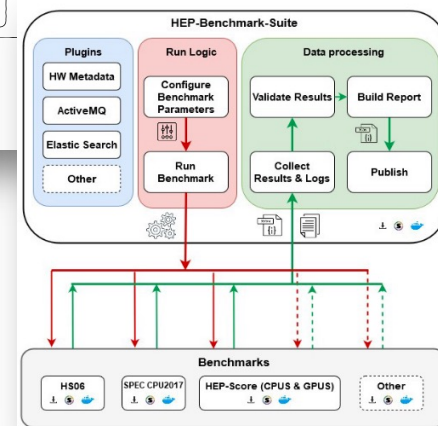 HEP-Benchmark-Suite
Plugins
HW Metadata
ActiveMQ
Elastic Search
Other
Run Logic
Configure
Benchmark
Parameters
Run
Benchmark
Data processing
Validate Results
Build Report
Collect
Results & Logs
Publish
Benchmarks
HS06
SPEC CPU2017
HEP-Score (CPUS & GPUS)
Other